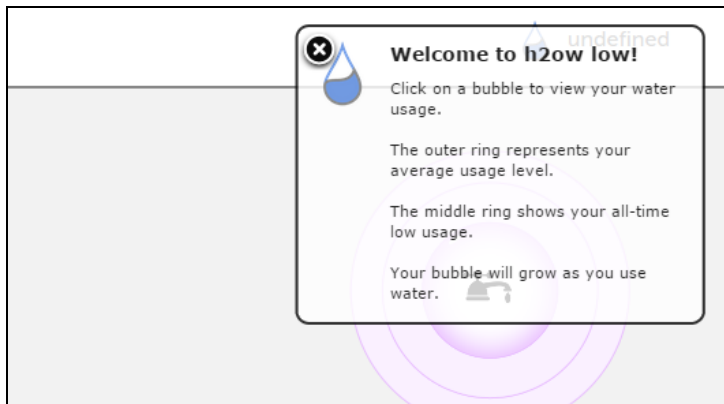 undefined
Welcome to h2ow low!
Click on a bubble to view your water
usage.
The outer ring represents your
average usage level.
The middle ring shows your all-time
low usage.
Your bubble will grow as you use
water.